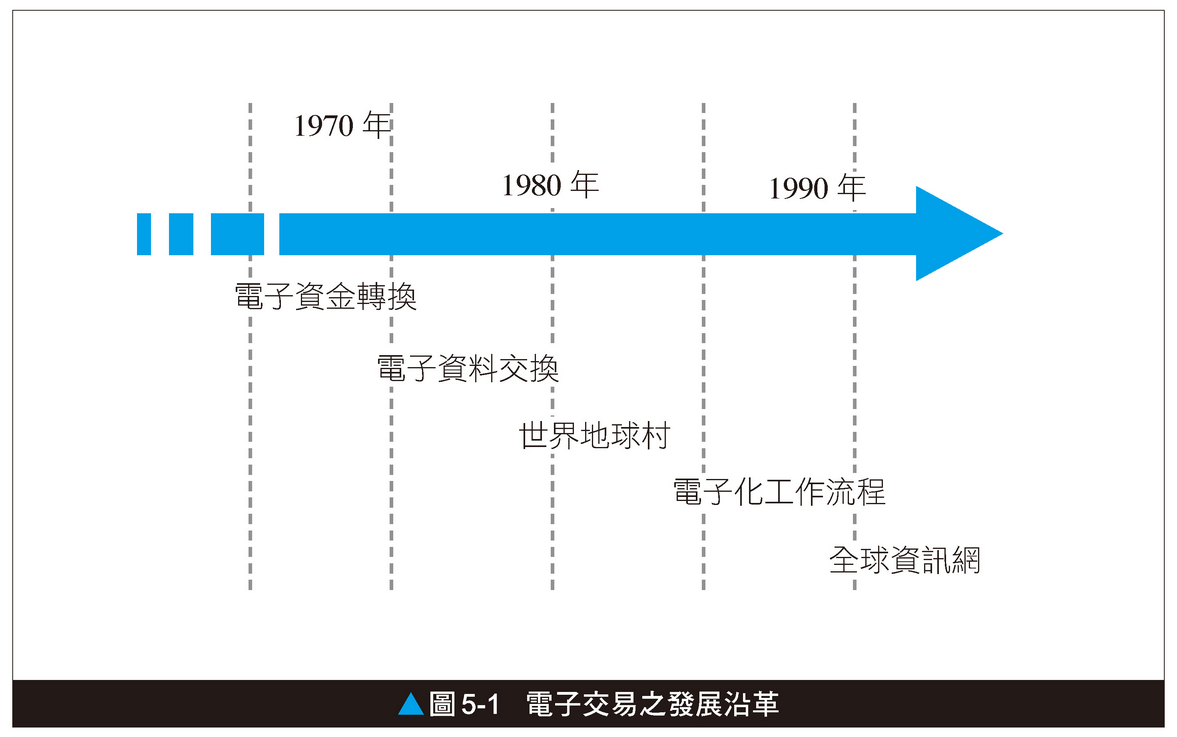 1970 年
1980 年
1990 年
電子資金轉換
電子資料交換
世界地球村
電子化工作流程
全球資訊網
▲圖 5-1 電子交易之發展沿革